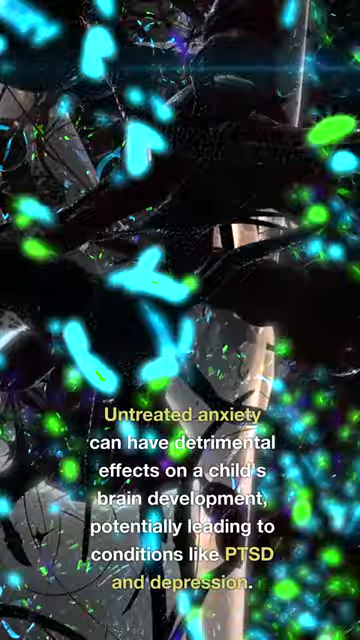 Untreated anxiety
can have detrimental
effects on a child's
brain development,
potentially leading to
conditions like PTSD
and depression.